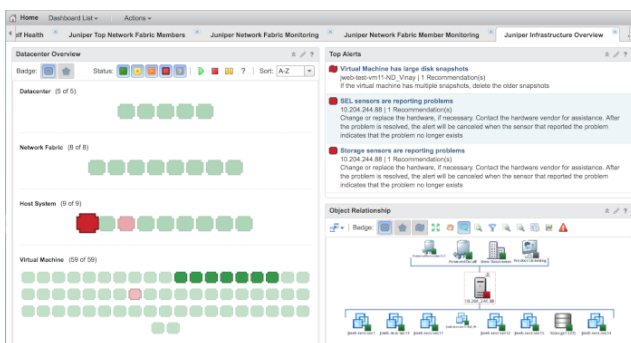 Home Dashboard List Actions
elf Health Juniper Top Network Fabric Members Juniper Fabric Monitoring Juniper Network Fabric Member Monitoring Juniper Infrastructure Overview
Datacenter Overview
Badge: Status: ? Sort: A-Z
Datacenter (5 of 5)
Network Fabric (8 of 8)
Host System (9 of 9)
Virtual Machine (59 of 59)
Top Alerts
Virtual Machine has large disk snapshots
jweb-test-vm11-ND_Vinay | 1 Recommendation(s)
If the virtual machine has multiple snapshots, delete the older snapshots
SEL sensors are reporting problems
10.204.244.88 | 1 Recommendation(s)
Change or replace the hardware, if necessary. Contact the hardware vendor for assistance. After
the problem is resolved, the alert will be canceled when the sensor that reported the problem
indicates that the problem no longer exists
Storage sensors are reporting problems
10.204.244.88 | 1 Recommendation(s)
Change or replace the hardware, if necessary. Contact the hardware vendor for assistance. After
the problem is resolved, the alert will be canceled when the sensor that reported the problem
indicates that the problem no longer exists
Object Relationship
Badge:
10.204.244.88